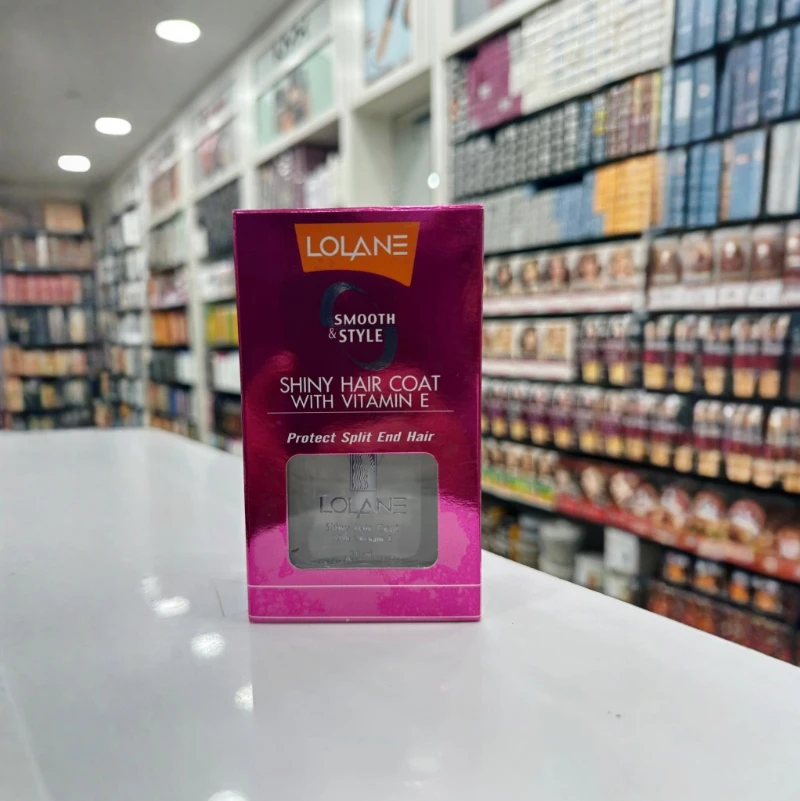 LOLANE
SMOOTH
& STYLE
SHINY HAIR COAT
WITH VITAMIN E
Protect Split End Hair
LOLANE